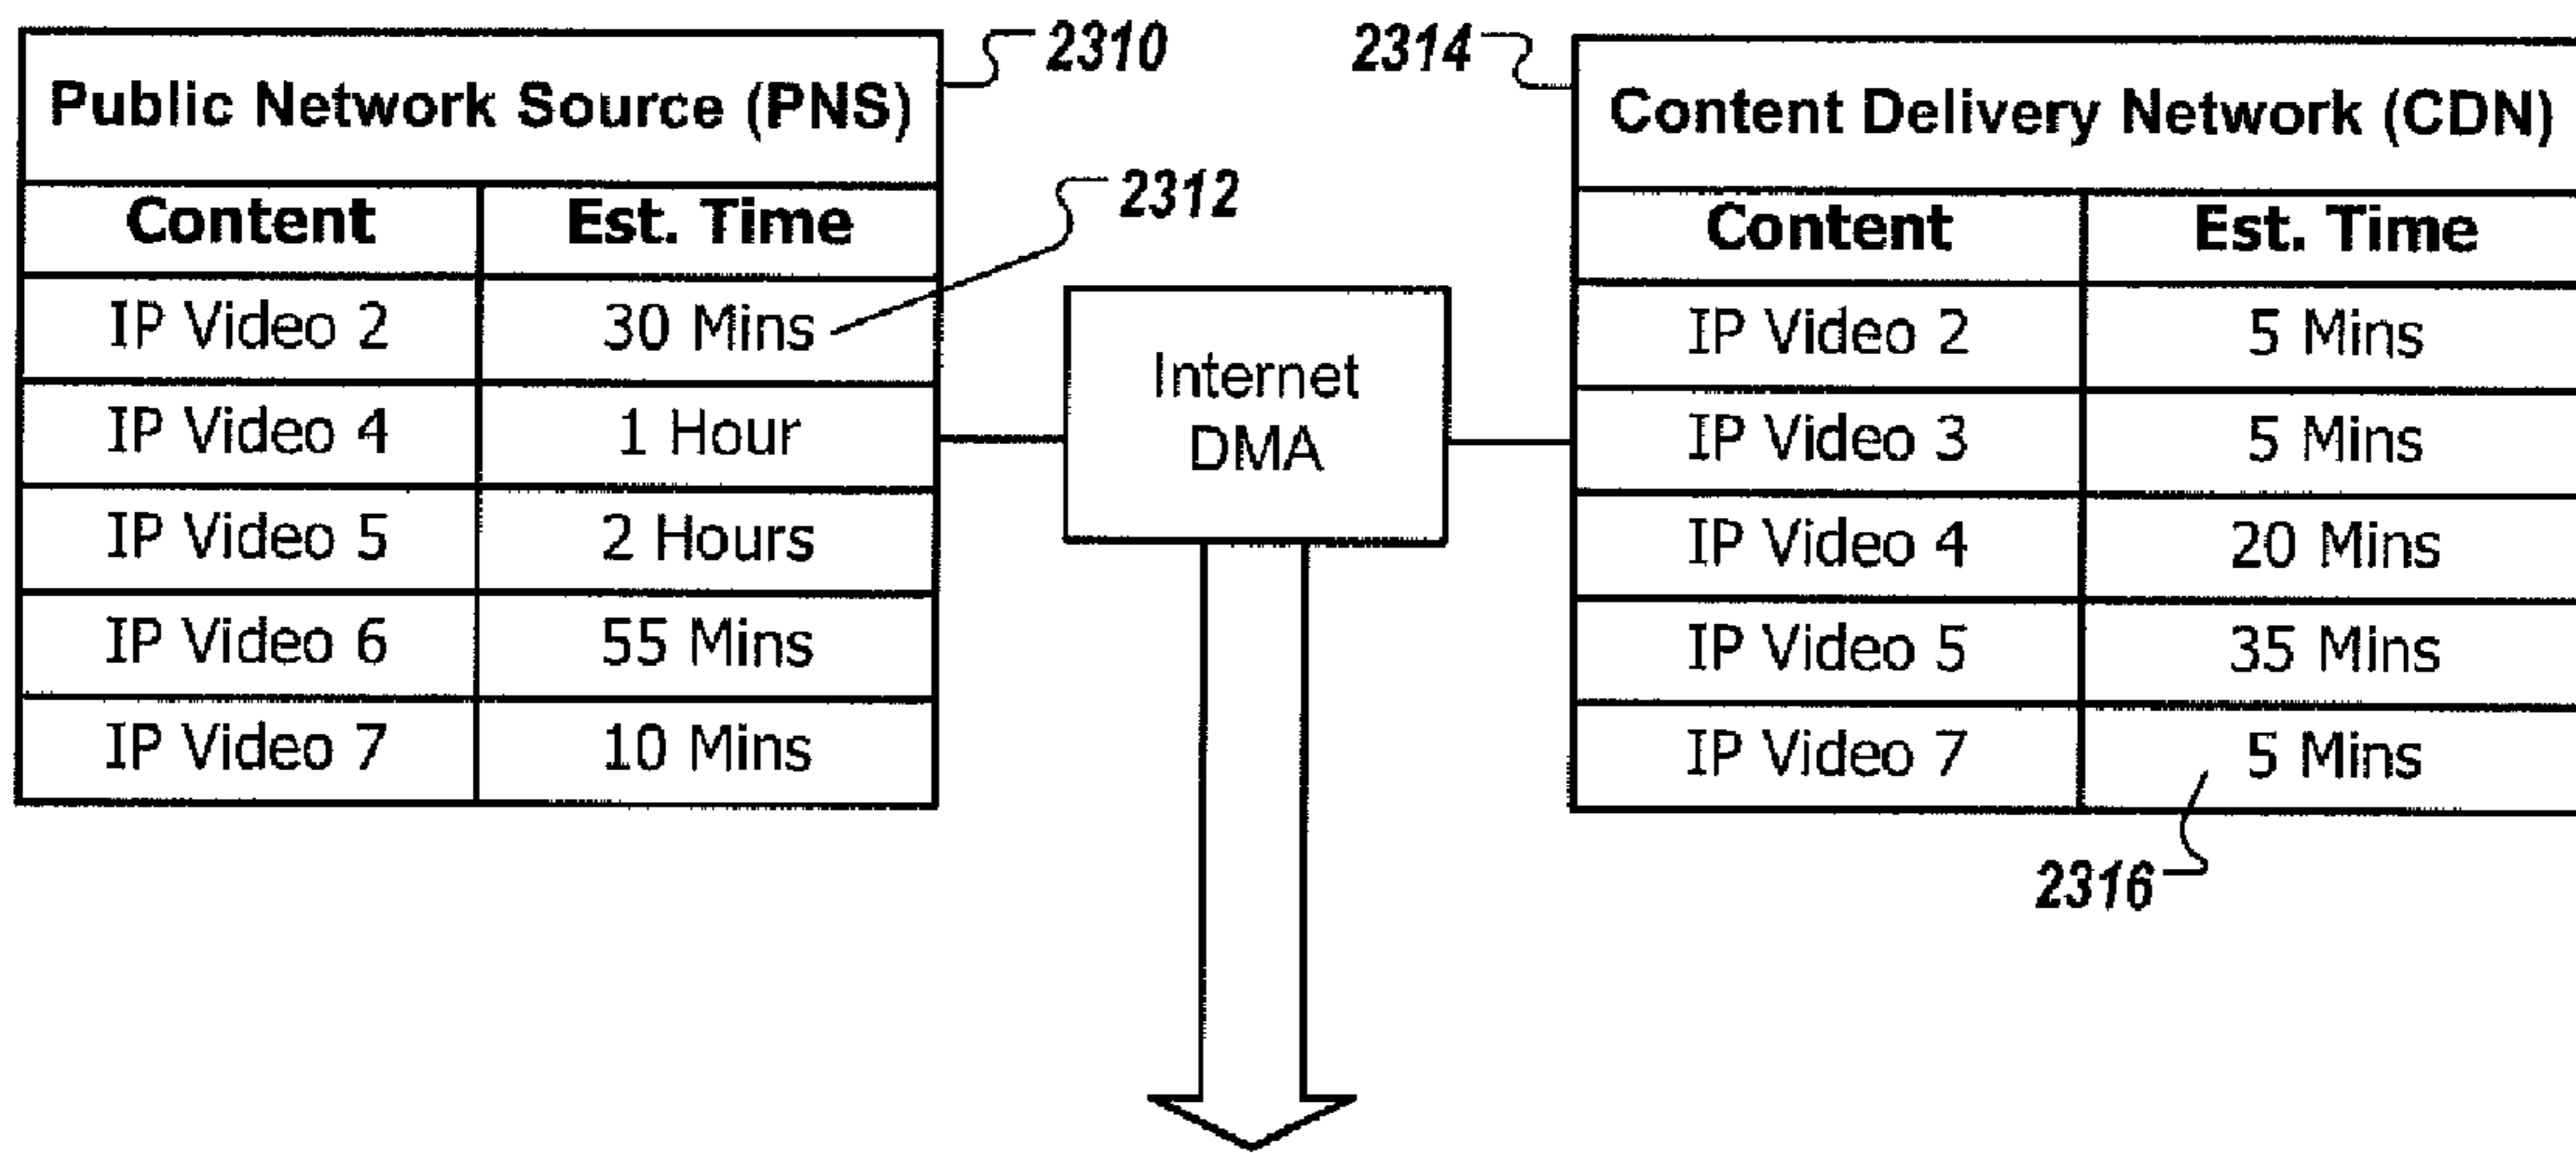 2310
Public Network Source (PNS)
Content Est. Time
2312
IP Video 2 30 Mins
IP Video 4 1 Hour
IP Video 5 2 Hours
IP Video 6 55 Mins
IP Video 7 10 Mins
Internet
DMA
2314
Content Delivery Network (CDN)
Content Est. Time
IP Video 2 5 Mins
IP Video 3 5 Mins
IP Video 4 20 Mins
IP Video 5 35 Mins
IP Video 7 5 Mins
2316